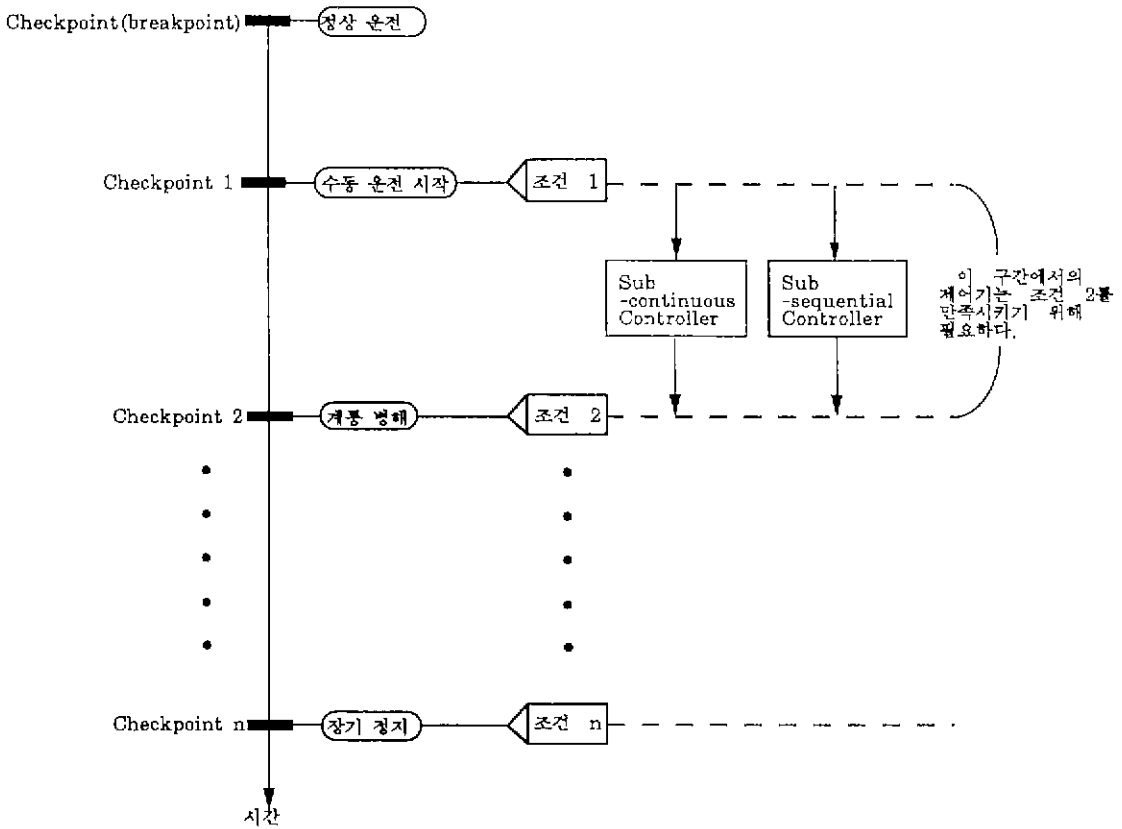 Checkpoint(breakpoint)
정상 운전
Checkpoint 1
수동 운전 시작
조건 1
Sub
-continuous
Controller
Sub
-sequential
Controller
이 구간에서의
제어기는 조건 2를
만족시키기 위해
필요하다.
Checkpoint 2
계통 병해
조건 2
Checkpoint n
장기 정지
조건 n
시간